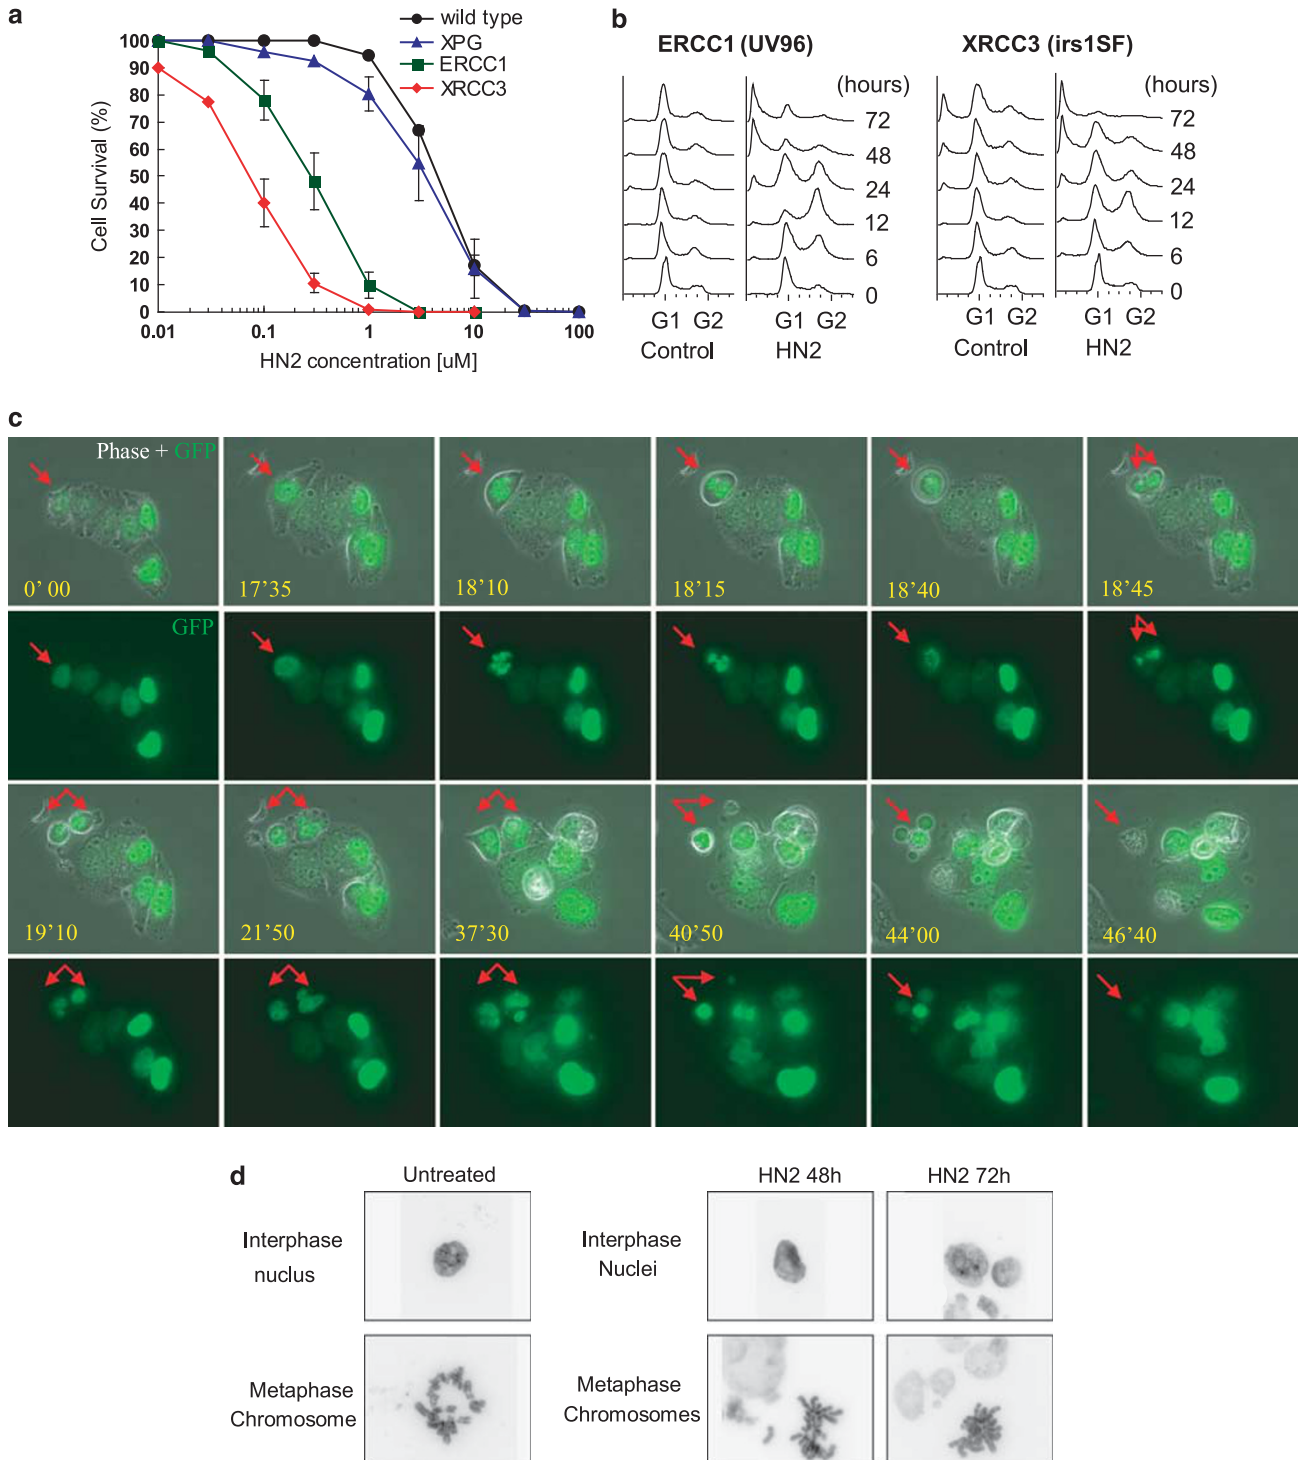 a
wild type
XPG
ERCC1
XRCC3
100
90
80
70
60
50
40
30
20
10
0
Cell Survival (%)
0.01
0.1
1
10
100
HN2 concentration [uM]
b
ERCC1 (UV96)
XRCC3 (irs1SF)
(hours)
72
48
24
12
6
0
G1 G2
Control
G1 G2
HN2
(hours)
72
48
24
12
6
0
G1 G2
Control
G1 G2
HN2
c
Phase + GFP
0' 00
17'35
18'10
18'15
18'40
18'45
GFP
19'10
21'50
37'30
40'50
44'00
46'40
d
Untreated
HN2 48h
HN2 72h
Interphase
nuclus
Interphase
Nuclei
Metaphase
Chromosome
Metaphase
Chromosomes